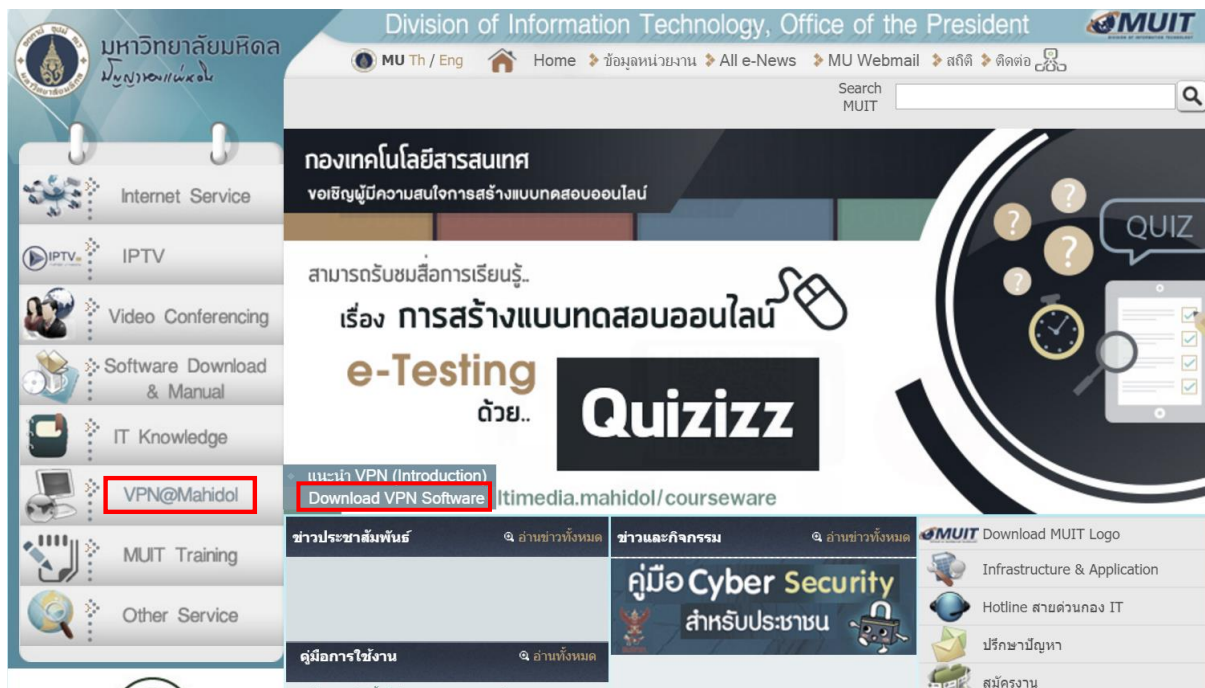 มหาวิทยาลัยมหิดล
ปัญญาของแผ่นดิน
Division of Information Technology, Office of the President
MUIT
MU Th / Eng Home ข้อมูลหน่วยงาน All e-News MU Webmail สถิติ ติดต่อ
Search
MUIT
Internet Service
IPTV
Video Conferencing
Software Download
& Manual
IT Knowledge
VPN@Mahidol
MUIT Training
Other Service
กองเทคโนโลยีสารสนเทศ
ขอเชิญผู้มีความสนใจการสร้างแบบทดสอบออนไลน์
QUIZ
สามารถรับชมสื่อการเรียนรู้..
เรื่อง การสร้างแบบทดสอบออนไลน์
e-Testing
ด้วย..
Quizizz
แนะนำ VPN (Introduction)
Download VPN Software
ltimedia.mahidol/courseware
ข่าวประชาสัมพันธ์ อ่านข่าวทั้งหมด
ข่าวและกิจกรรม อ่านข่าวทั้งหมด
คู่มือ Cyber Security
สำหรับประชาชน
คู่มือการใช้งาน อ่านทั้งหมด
MUIT Download MUIT Logo
Infrastructure & Application
Hotline สายด่วนกอง IT
ปรึกษาปัญหา
สมัครงาน